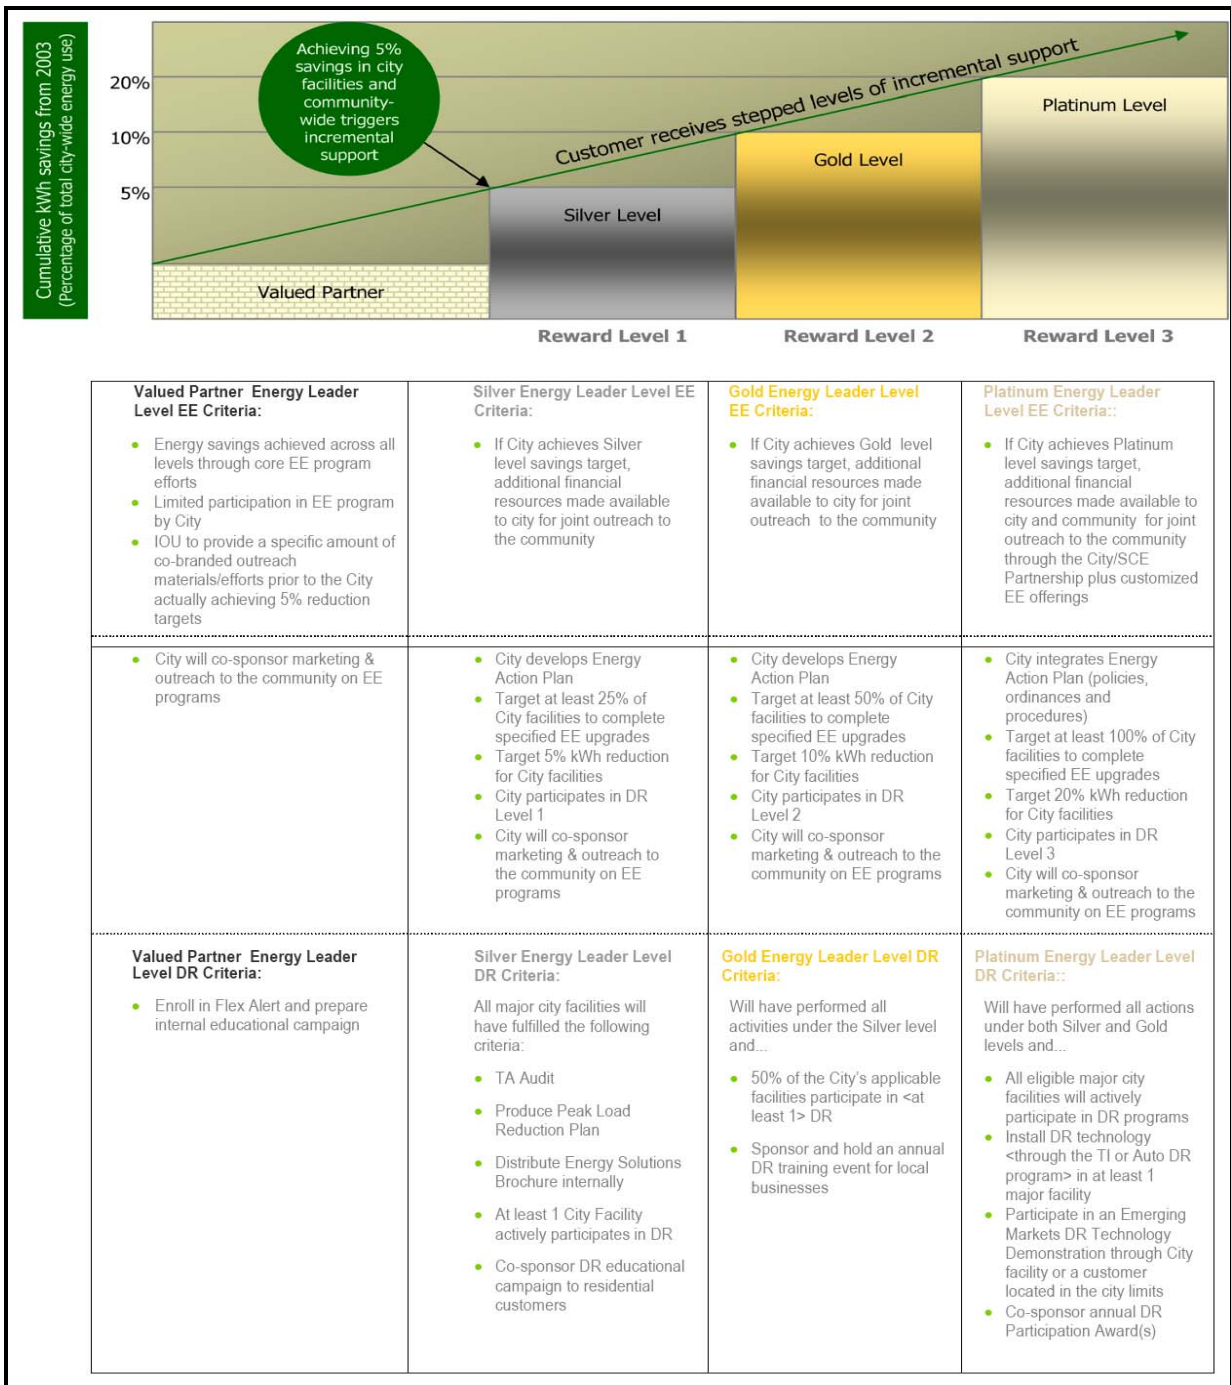 Cumulative kWh savings from 2003
(Percentage of total city-wide energy use)
20%
10%
5%
Achieving 5%
savings in city
facilities and
community-
wide triggers
incremental
support
Customer receives stepped levels of incremental support
Valued Partner
Silver Level
Gold Level
Platinum Level
Reward Level 1
Reward Level 2
Reward Level 3
Valued Partner Energy Leader
Level EE Criteria:
• Energy savings achieved across all
levels through core EE program
efforts
• Limited participation in EE program
by City
• IOU to provide a specific amount of
co-branded outreach
materials/efforts prior to the City
actually achieving 5% reduction
targets
Silver Energy Leader Level EE
Criteria:
• If City achieves Silver
level savings target,
additional financial
resources made available
to city for joint outreach to
the community
Gold Energy Leader Level
EE Criteria:
• If City achieves Gold level
savings target, additional
financial resources made
available to city for joint
outreach to the community
Platinum Energy Leader
Level EE Criteria::
• If City achieves Platinum
level savings target,
additional financial
resources made available to
city and community for joint
outreach to the community
through the City/SCE
Partnership plus customized
EE offerings
• City will co-sponsor marketing &
outreach to the community on EE
programs
• City develops Energy
Action Plan
• Target at least 25% of
City facilities to complete
specified EE upgrades
• Target 5% kWh reduction
for City facilities
• City participates in DR
Level 1
• City will co-sponsor
marketing & outreach to
the community on EE
programs
• City develops Energy
Action Plan
• Target at least 50% of City
facilities to complete
specified EE upgrades
• Target 10% kWh reduction
for City facilities
• City participates in DR
Level 2
• City will co-sponsor
marketing & outreach to the
community on EE programs
• City integrates Energy
Action Plan (policies,
ordinances and
procedures)
• Target at least 100% of City
facilities to complete
specified EE upgrades
• Target 20% kWh reduction
for City facilities
• City participates in DR
Level 3
• City will co-sponsor
marketing & outreach to the
community on EE programs
Valued Partner Energy Leader
Level DR Criteria:
• Enroll in Flex Alert and prepare
internal educational campaign
Silver Energy Leader Level
DR Criteria:
All major city facilities will
have fulfilled the following
criteria:
• TA Audit
• Produce Peak Load
Reduction Plan
• Distribute Energy Solutions
Brochure internally
• At least 1 City Facility
actively participates in DR
• Co-sponsor DR educational
campaign to residential
customers
Gold Energy Leader Level DR
Criteria:
Will have performed all
activities under the Silver level
and...
• 50% of the City's applicable
facilities participate in <at
least 1> DR
• Sponsor and hold an annual
DR training event for local
businesses
Platinum Energy Leader Level
DR Criteria::
Will have performed all actions
under both Silver and Gold
levels and...
• All eligible major city
facilities will actively
participate in DR programs
• Install DR technology
<through the TI or Auto DR
program> in at least 1
major facility
• Participate in an Emerging
Markets DR Technology
Demonstration through City
facility or a customer
located in the city limits
• Co-sponsor annual DR
Participation Award(s)